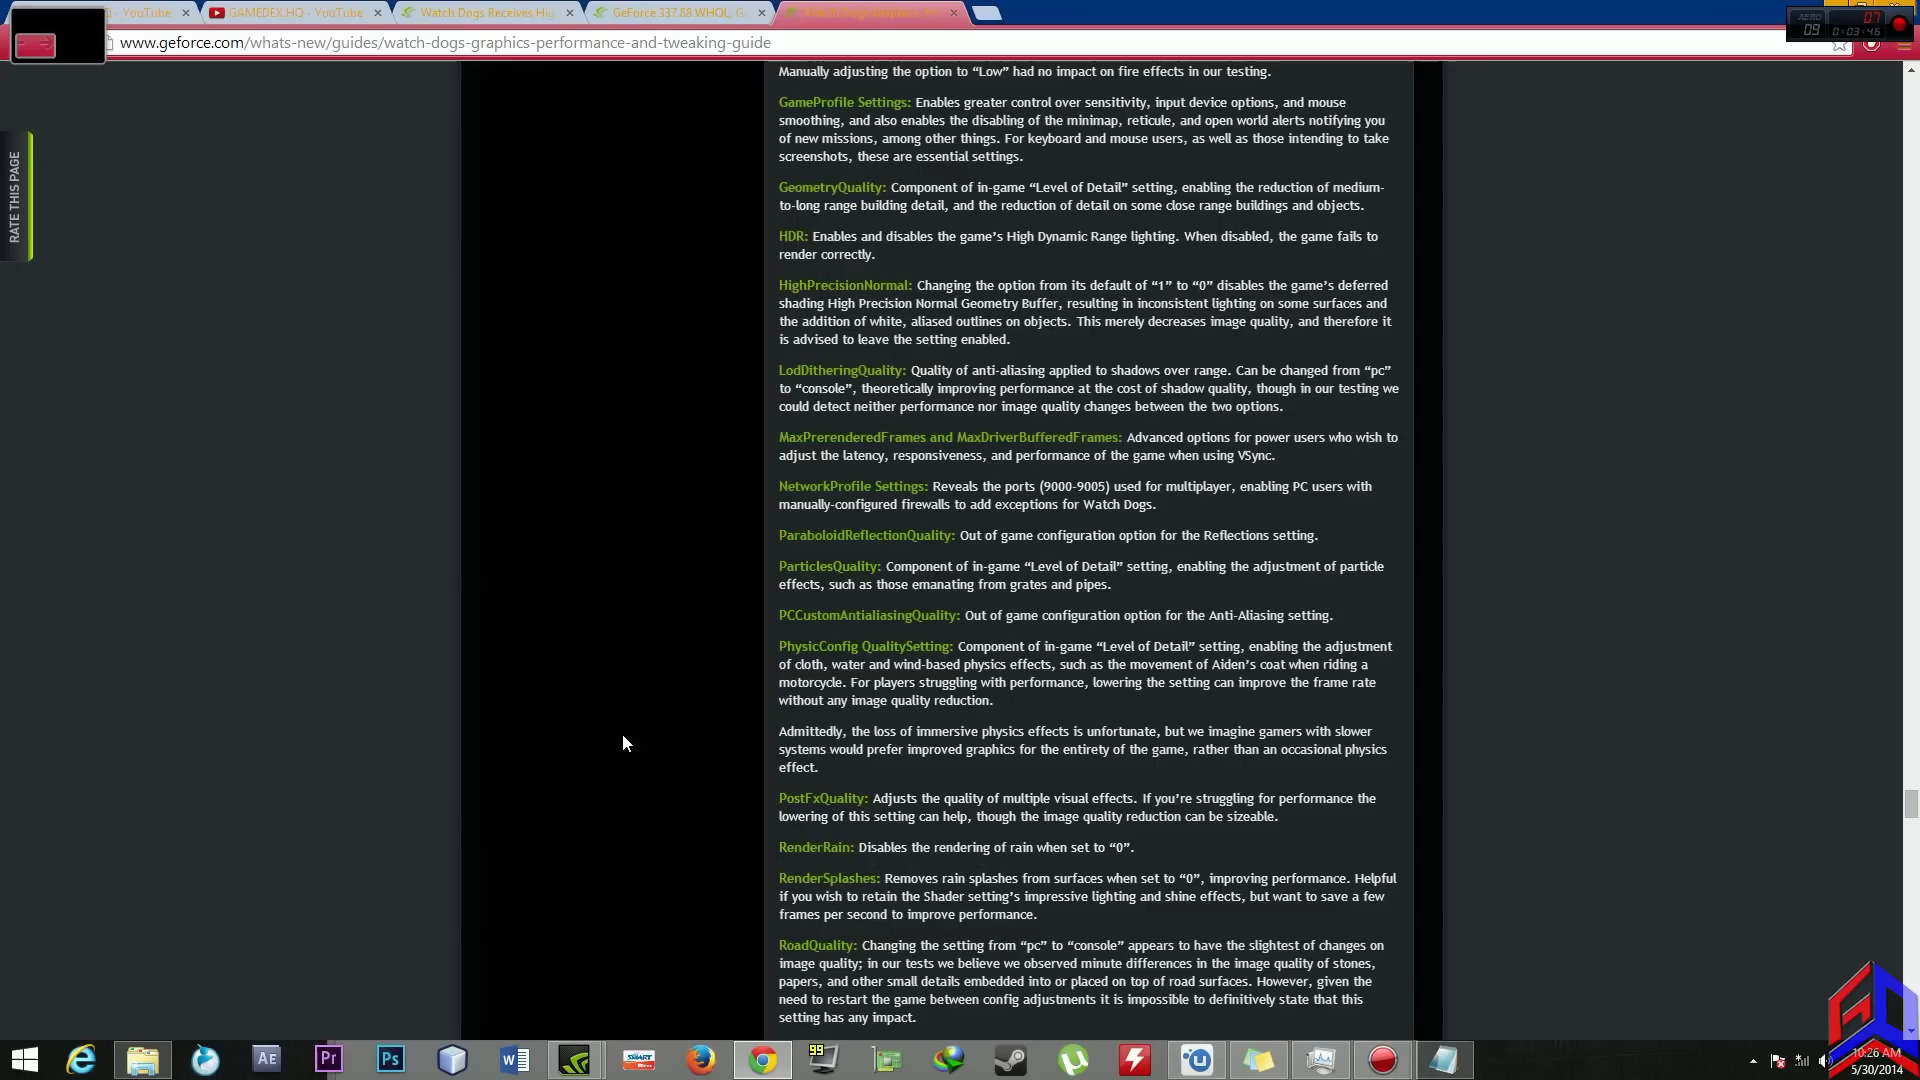 - YouTube
GAMEDEX HQ - YouTube
Watch Dogs Receives Hi
GeForce 337.88 WHQL, G
www.geforce.com/whats-new/guides/watch-dogs-graphics-performance-and-tweaking-guide
AERO
09
07
0:03:46
RATE THIS PAGE
Manually adjusting the option to “Low” had no impact on fire effects in our testing.
GameProfile Settings: Enables greater control over sensitivity, input device options, and mouse
smoothing, and also enables the disabling of the minimap, reticule, and open world alerts notifying you
of new missions, among other things. For keyboard and mouse users, as well as those intending to take
screenshots, these are essential settings.
GeometryQuality: Component of in-game “Level of Detail” setting, enabling the reduction of medium-
to-long range building detail, and the reduction of detail on some close range buildings and objects.
HDR: Enables and disables the game’s High Dynamic Range lighting. When disabled, the game fails to
render correctly.
HighPrecisionNormal: Changing the option from its default of “1” to “0” disables the game’s deferred
shading High Precision Normal Geometry Buffer, resulting in inconsistent lighting on some surfaces and
the addition of white, aliased outlines on objects. This merely decreases image quality, and therefore it
is advised to leave the setting enabled.
LodDitheringQuality: Quality of anti-aliasing applied to shadows over range. Can be changed from “pc”
to “console”, theoretically improving performance at the cost of shadow quality, though in our testing we
could detect neither performance nor image quality changes between the two options.
MaxPrerenderedFrames and MaxDriverBufferedFrames: Advanced options for power users who wish to
adjust the latency, responsiveness, and performance of the game when using VSync.
NetworkProfile Settings: Reveals the ports (9000-9005) used for multiplayer, enabling PC users with
manually-configured firewalls to add exceptions for Watch Dogs.
ParaboloidReflectionQuality: Out of game configuration option for the Reflections setting.
ParticlesQuality: Component of in-game “Level of Detail” setting, enabling the adjustment of particle
effects, such as those emanating from grates and pipes.
PCCustomAntialiasingQuality: Out of game configuration option for the Anti-Aliasing setting.
PhysicConfig QualitySetting: Component of in-game “Level of Detail” setting, enabling the adjustment
of cloth, water and wind-based physics effects, such as the movement of Aiden’s coat when riding a
motorcycle. For players struggling with performance, lowering the setting can improve the frame rate
without any image quality reduction.
Admittedly, the loss of immersive physics effects is unfortunate, but we imagine gamers with slower
systems would prefer improved graphics for the entirety of the game, rather than an occasional physics
effect.
PostFxQuality: Adjusts the quality of multiple visual effects. If you’re struggling for performance the
lowering of this setting can help, though the image quality reduction can be sizeable.
RenderRain: Disables the rendering of rain when set to “0”.
RenderSplashes: Removes rain splashes from surfaces when set to “0”, improving performance. Helpful
if you wish to retain the Shader setting’s impressive lighting and shine effects, but want to save a few
frames per second to improve performance.
RoadQuality: Changing the setting from “pc” to “console” appears to have the slightest of changes on
image quality; in our tests we believe we observed minute differences in the image quality of stones,
papers, and other small details embedded into or placed on top of road surfaces. However, given the
need to restart the game between config adjustments it is impossible to definitively state that this
setting has any impact.
Ae
Pr
Ps
SMART
99
10:26 AM
5/30/2014